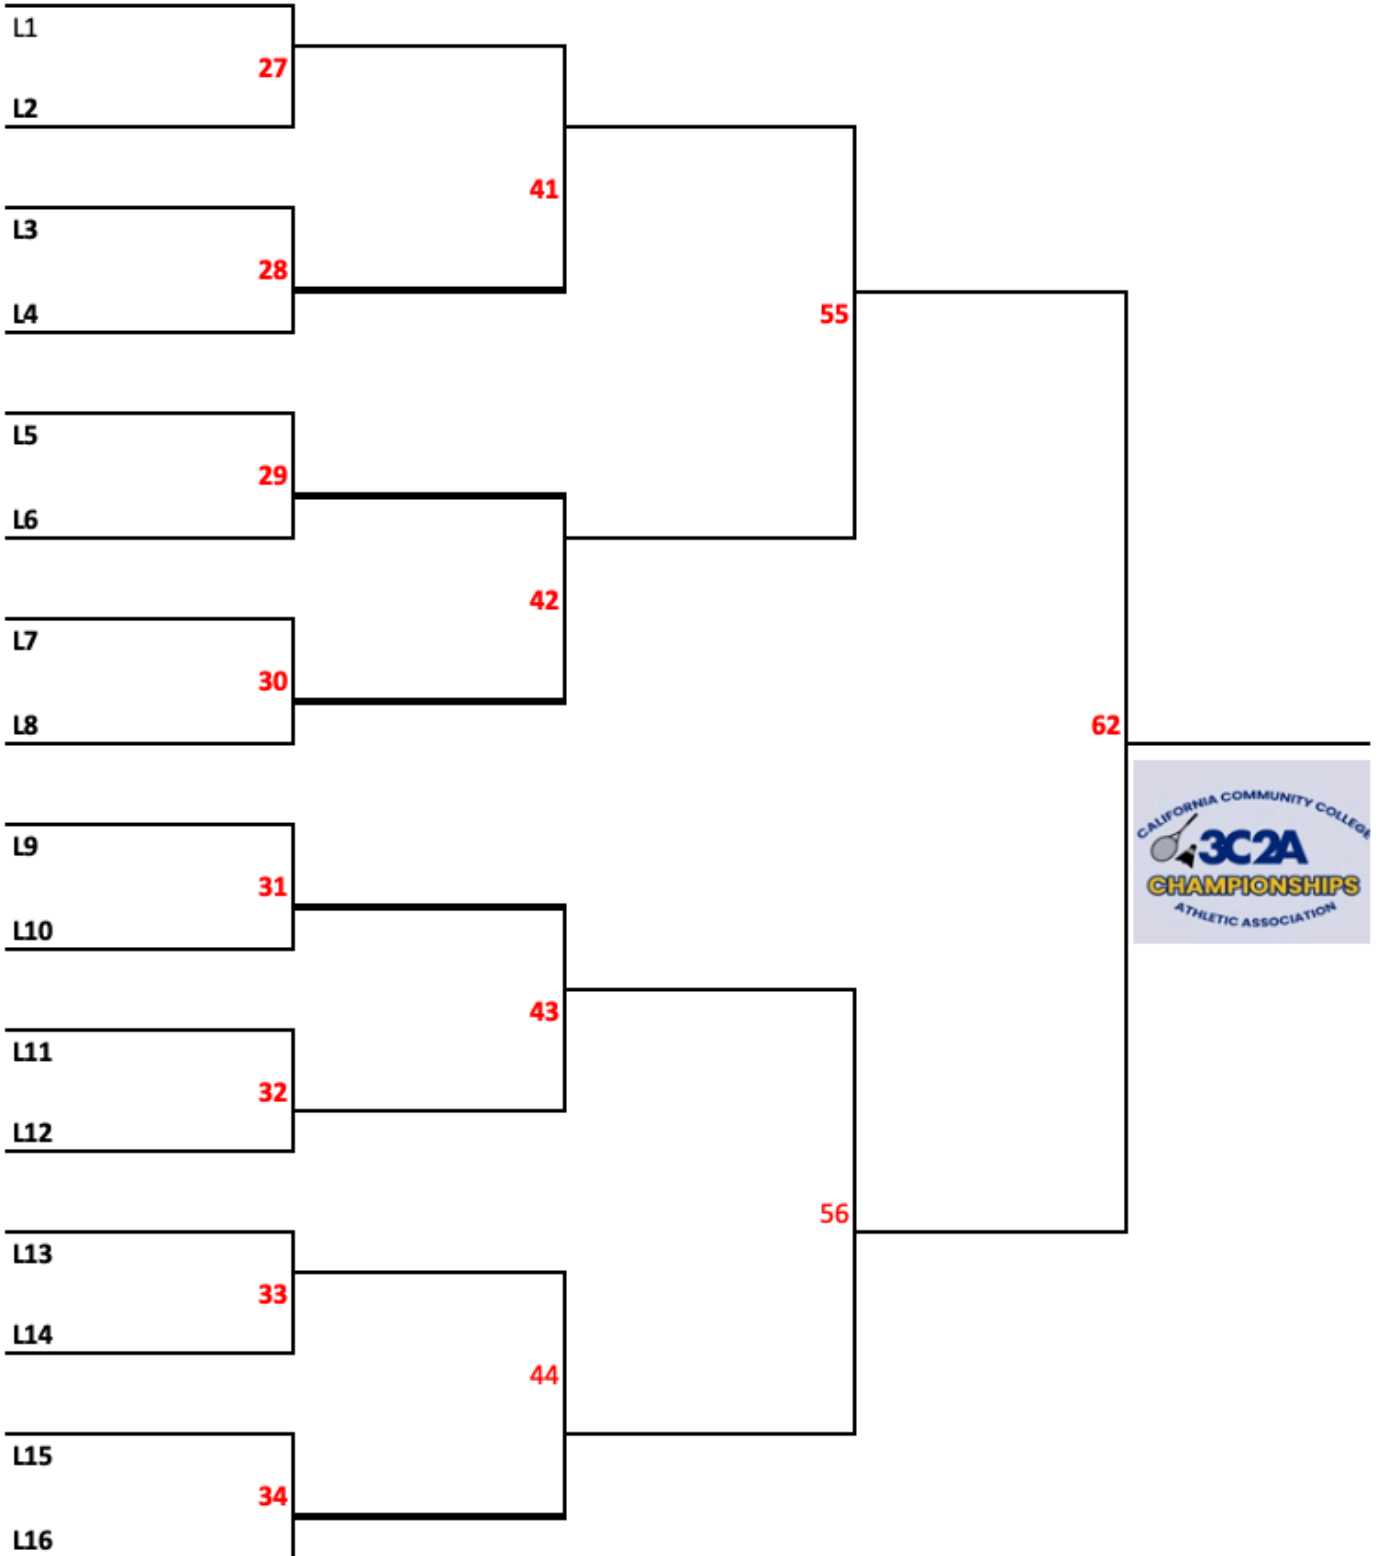 L1
27
L2
41
L3
28
L4
55
L5
29
L6
42
L7
30
L8
62
L9
31
L10
43
L11
32
L12
56
L13
33
L14
44
L15
34
L16
CALIFORNIA COMMUNITY COLLEGE
3C2A
CHAMPIONSHIPS
ATHLETIC ASSOCIATION